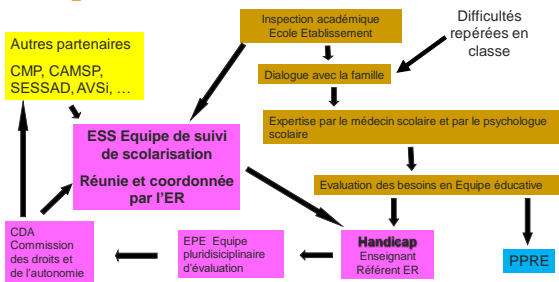 Inspection académique
Ecole Etablissement
Difficultés
repérées en
classe
Autres partenaires
CMP, CAMSP,
SESSAD, AVSi, …
Dialogue avec la famille
Expertise par le médecin scolaire et par le psychologue
scolaire
ESS Equipe de suivi
de scolarisation
Réunie et coordonnée
par l’ER
Evaluation des besoins en Equipe éducative
CDA
Commission
des droits et
de l’autonomie
EPE Equipe
pluridisiciplinaire
d’évaluation
Handicap
Enseignant
Référent ER
PPRE